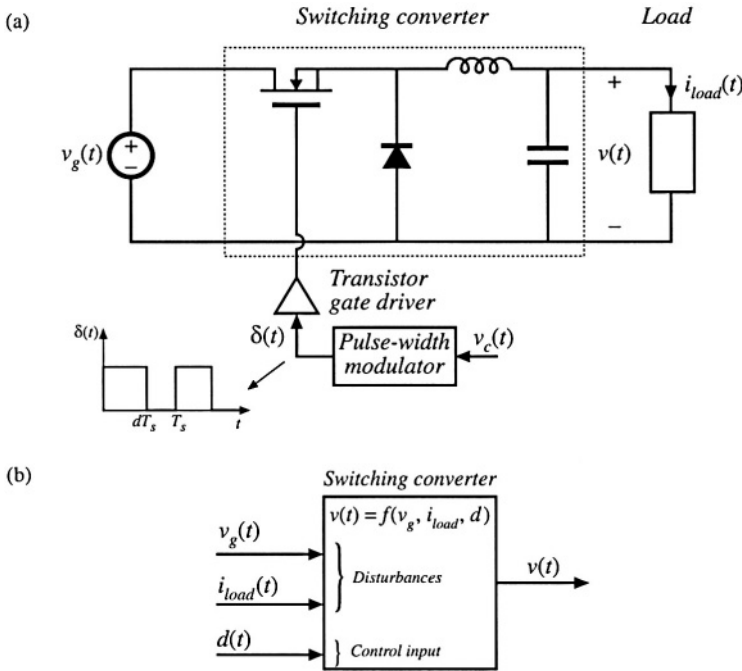 (a)
Switching converter
Load
+
i_load(t)
v_g(t)
+
−
v(t)
−
Transistor
gate driver
δ(t)
δ(t)
Pulse-width
modulator
v_c(t)
dT_s
T_s
t
(b)
Switching converter
v(t) = f(v_g, i_load, d)
v_g(t)
} Disturbances
i_load(t)
v(t)
d(t)
} Control input